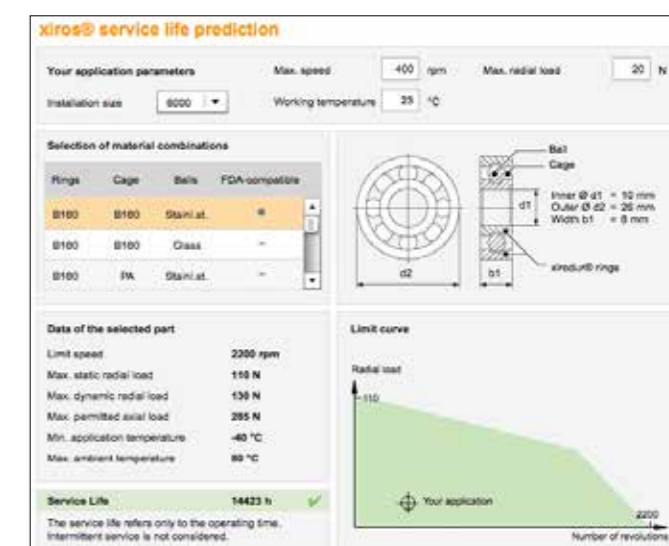 xiros® service life prediction
Your application parameters
Max. speed 400 rpm
Max. radial load 20 N
Installation size 6000
Working temperature 25 °C
Selection of material combinations
Rings Cage Balls FDA-compatible
B180 B180 Stainl.st.
B180 B180 Glass -
B180 PA Stainl.st. -
Ball
Cage
Inner Ø d1 = 10 mm
Outer Ø d2 = 26 mm
Width b1 = 8 mm
d1
xirodur® rings
d2
b1
Data of the selected part
Limit speed 2200 rpm
Max. static radial load 110 N
Max. dynamic radial load 130 N
Max. permitted axial load 285 N
Min. application temperature -40 °C
Max. ambient temperature 80 °C
Service Life 14423 h
The service life refers only to the operating time.
Intermittent service is not considered.
Limit curve
Radial load
110
Your application
2200
Number of revolutions